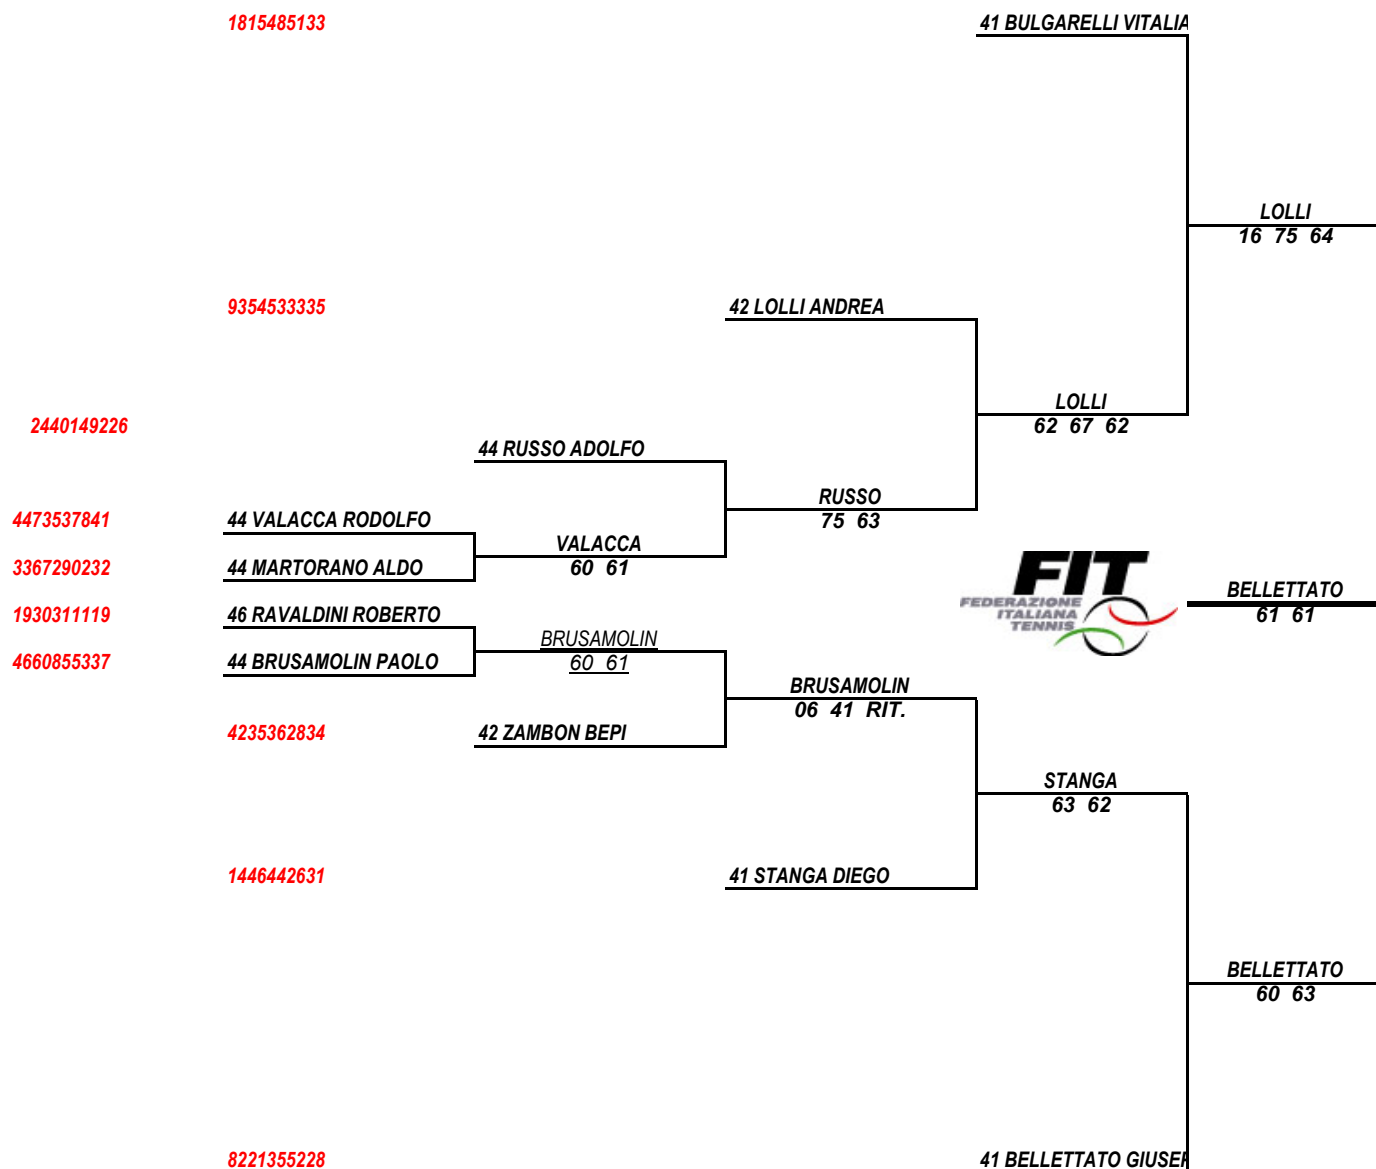 1815485133 41 BULGARELLI VITALIA
LOLLI
16 75 64
9354533335 42 LOLLI ANDREA
LOLLI
62 67 62
2440149226
44 RUSSO ADOLFO
RUSSO
75 63
4473537841 44 VALACCA RODOLFO
VALACCA
60 61
3367290232 44 MARTORANO ALDO
FIT
FEDERAZIONE
ITALIANA
TENNIS
BELLETTATO
61 61
1930311119 46 RAVALDINI ROBERTO
BRUSAMOLIN
60 61
4660855337 44 BRUSAMOLIN PAOLO
BRUSAMOLIN
06 41 RIT.
4235362834 42 ZAMBON BEPI
STANGA
63 62
1446442631 41 STANGA DIEGO
BELLETTATO
60 63
8221355228 41 BELLETTATO GIUSEP